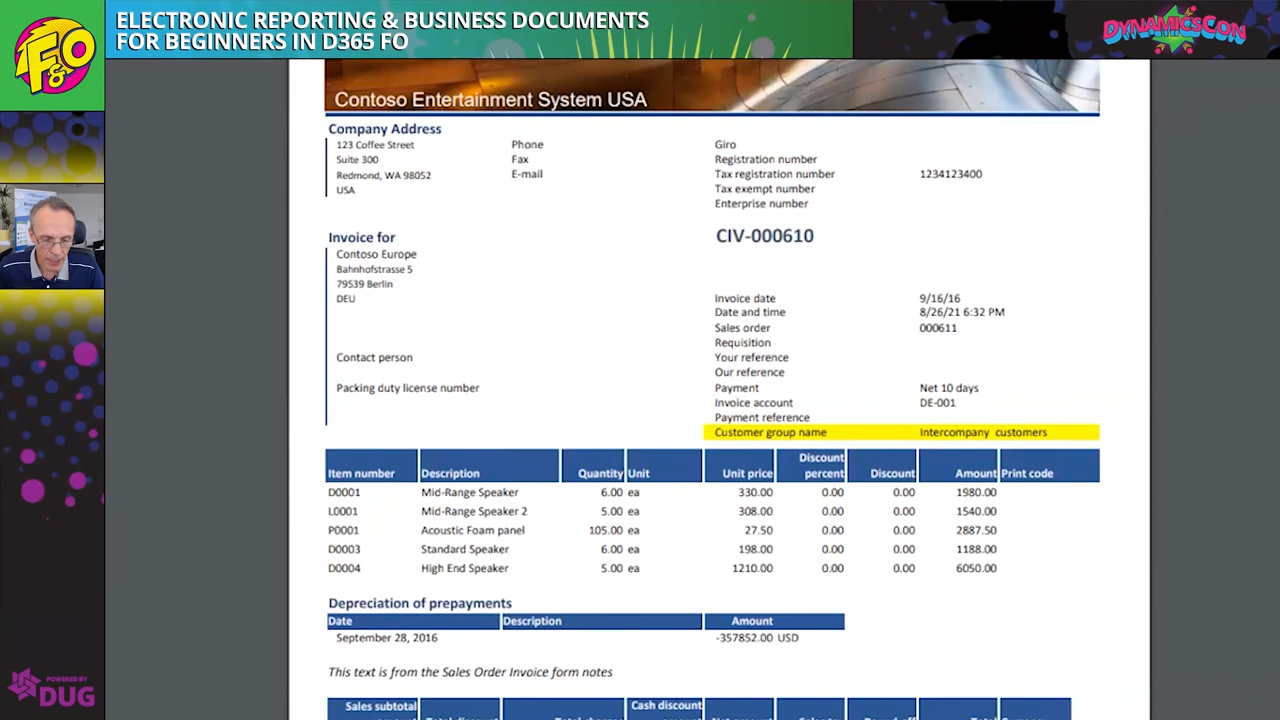 ELECTRONIC REPORTING & BUSINESS DOCUMENTS
FOR BEGINNERS IN D365 FO
F&O
DYNAMICSCON
Contoso Entertainment System USA
Company Address
123 Coffee Street Phone Giro
Suite 300 Fax Registration number
Redmond, WA 98052 E-mail Tax registration number 1234123400
USA Tax exempt number
Enterprise number
Invoice for CIV-000610
Contoso Europe
Bahnhofstrasse 5
79539 Berlin
DEU Invoice date 9/16/16
Date and time 8/26/21 6:32 PM
Sales order 000611
Requisition
Contact person Your reference
Our reference
Packing duty license number Payment Net 10 days
Invoice account DE-001
Payment reference
Customer group name Intercompany customers
Item number Description Quantity Unit Unit price Discount percent Discount Amount Print code
D0001 Mid-Range Speaker 6.00 ea 330.00 0.00 0.00 1980.00
L0001 Mid-Range Speaker 2 5.00 ea 308.00 0.00 0.00 1540.00
P0001 Acoustic Foam panel 105.00 ea 27.50 0.00 0.00 2887.50
D0003 Standard Speaker 6.00 ea 198.00 0.00 0.00 1188.00
D0004 High End Speaker 5.00 ea 1210.00 0.00 0.00 6050.00
Depreciation of prepayments
Date Description Amount
September 28, 2016 -357852.00 USD
This text is from the Sales Order Invoice form notes
Sales subtotal Cash discount
POWERED BY
DUG